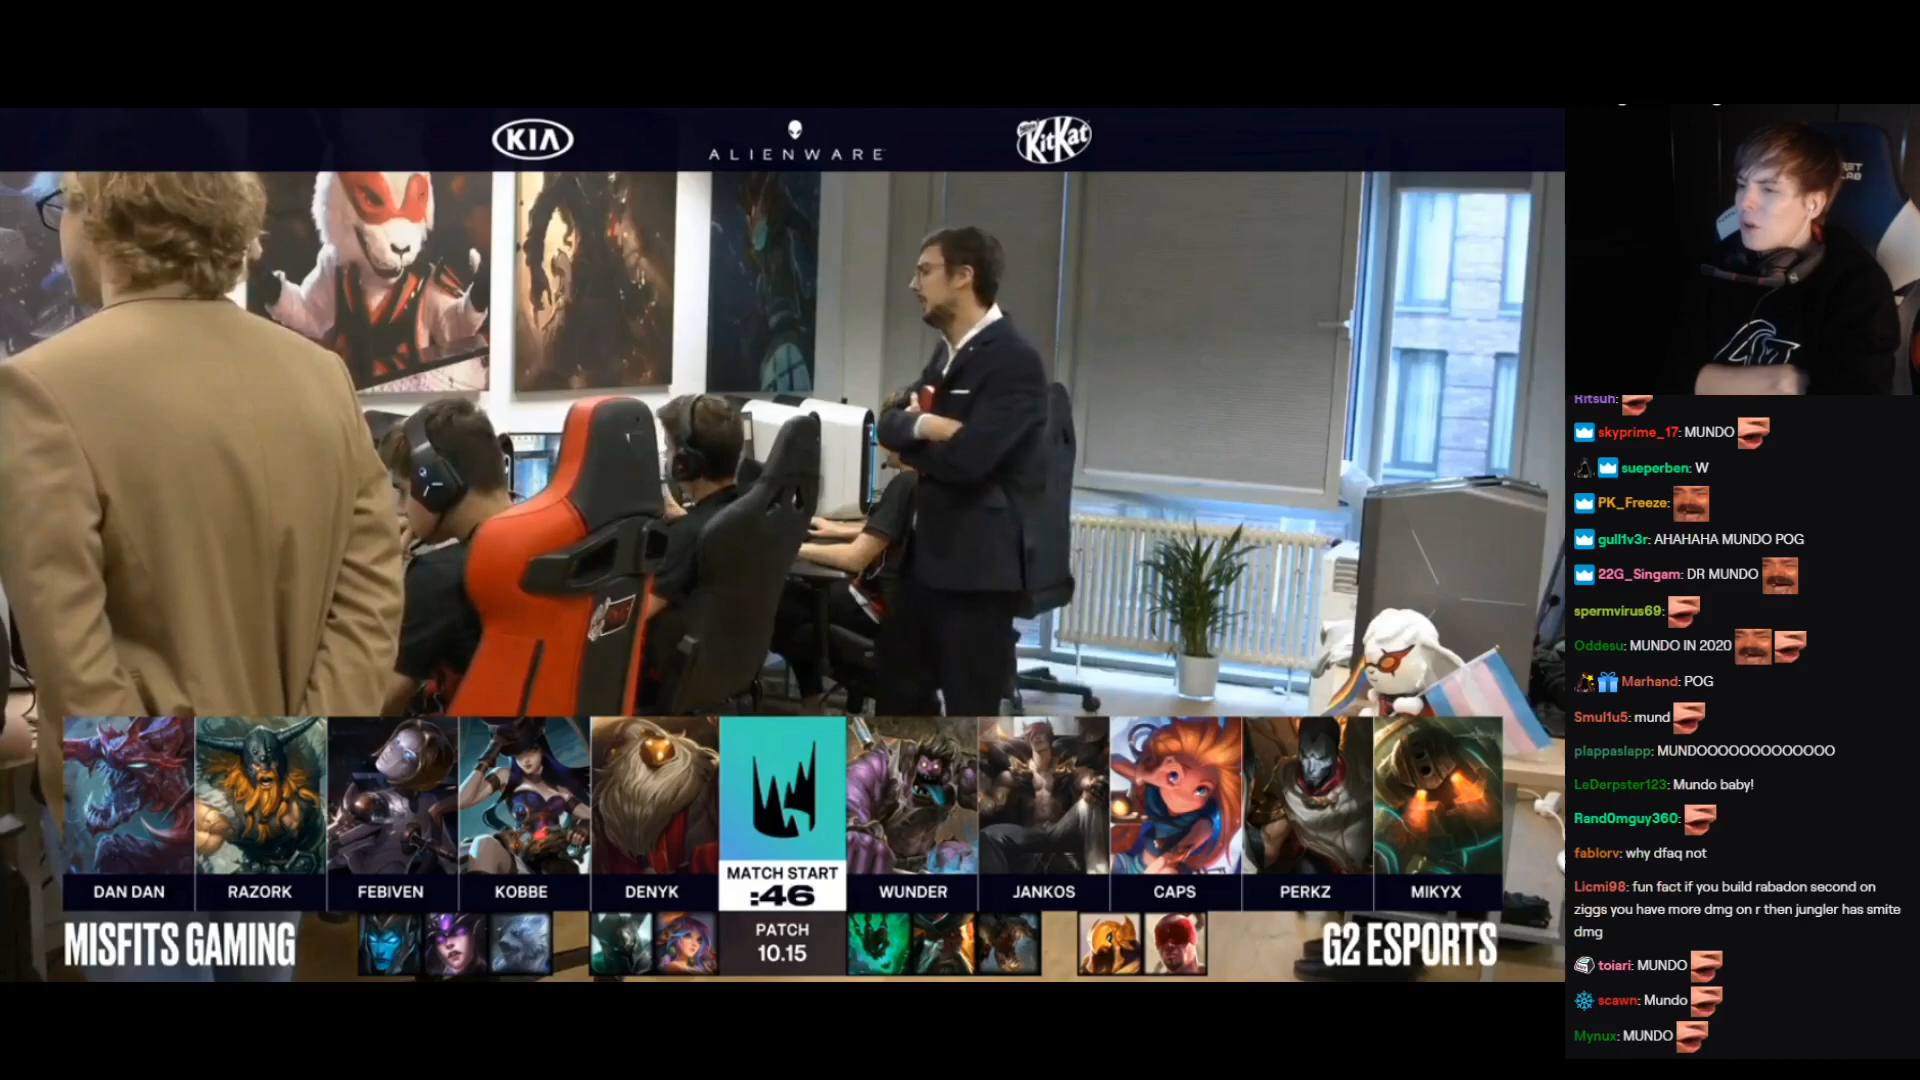 KIA
ALIENWARE
KitKat
DAN DAN
RAZORK
FEBIVEN
KOBBE
DENYK
MATCH START
:46
WUNDER
JANKOS
CAPS
PERKZ
MIKYX
MISFITS GAMING
PATCH
10.15
G2 ESPORTS
Ritsuh:
skyprime_17: MUNDO
sueperben: W
PK_Freeze:
gull1v3r: AHAHAHA MUNDO POG
22G_Singam: DR MUNDO
spermvirus69:
Oddesu: MUNDO IN 2020
Marhand: POG
Smul1u5: mund
plappaslapp: MUNDOOOOOOOOOOOOO
LeDerpster123: Mundo baby!
Rand0mguy360:
fablorv: why dfaq not
Licmi98: fun fact if you build rabadon second on
ziggs you have more dmg on r then jungler has smite
dmg
toiari: MUNDO
scawn: Mundo
Mynux: MUNDO